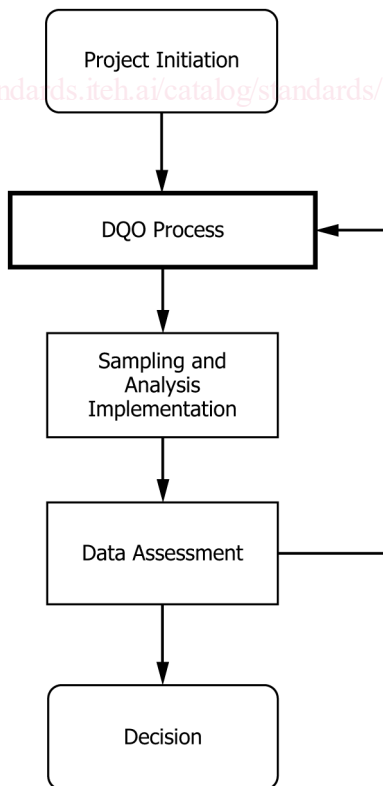 Project Initiation
ndards.iteh.ai/catalog/standards/
DQO Process
Sampling and
Analysis
Implementation
Data Assessment
Decision